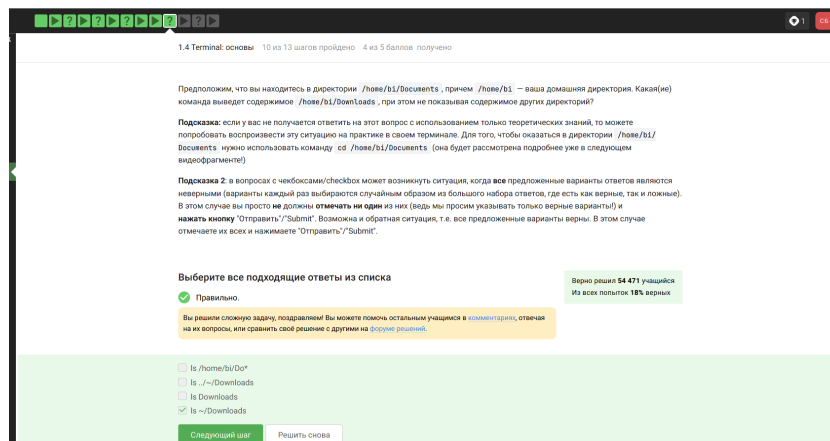 1
СБ
1.4 Terminal: основы 10 из 13 шагов пройдено 4 из 5 баллов получено
Предположим, что вы находитесь в директории /home/bi/Documents, причем /home/bi — ваша домашняя директория. Какая(ие)
команда выведет содержимое /home/bi/Downloads, при этом не показывая содержимое других директорий?
Подсказка: если у вас не получается ответить на этот вопрос с использованием только теоретических знаний, то можете
попробовать воспроизвести эту ситуацию на практике в своем терминале. Для того, чтобы оказаться в директории /home/bi/
Documents нужно использовать команду cd /home/bi/Documents (она будет рассмотрена подробнее уже в следующем
видеофрагменте!)
Подсказка 2: в вопросах с чекбоксами/checkbox может возникнуть ситуация, когда все предложенные варианты ответов являются
неверными (варианты каждый раз выбираются случайным образом из большого набора ответов, где есть как верные, так и ложные).
В этом случае вы просто не должны отмечать ни один из них (ведь мы просим указывать только верные варианты!) и
нажать кнопку "Отправить"/"Submit". Возможна и обратная ситуация, т.е. все предложенные варианты верны. В этом случае
отмечаете их всех и нажимаете "Отправить"/"Submit".
Выберите все подходящие ответы из списка
Верно решил 54 471 учащийся
Из всех попыток 18% верных
Правильно.
Вы решили сложную задачу, поздравляем! Вы можете помочь остальным учащимся в комментариях, отвечая
на их вопросы, или сравнить своё решение с другими на форуме решений.
ls /home/bi/Do*
ls ../~/Downloads
ls Downloads
ls ~/Downloads
Следующий шаг Решить снова